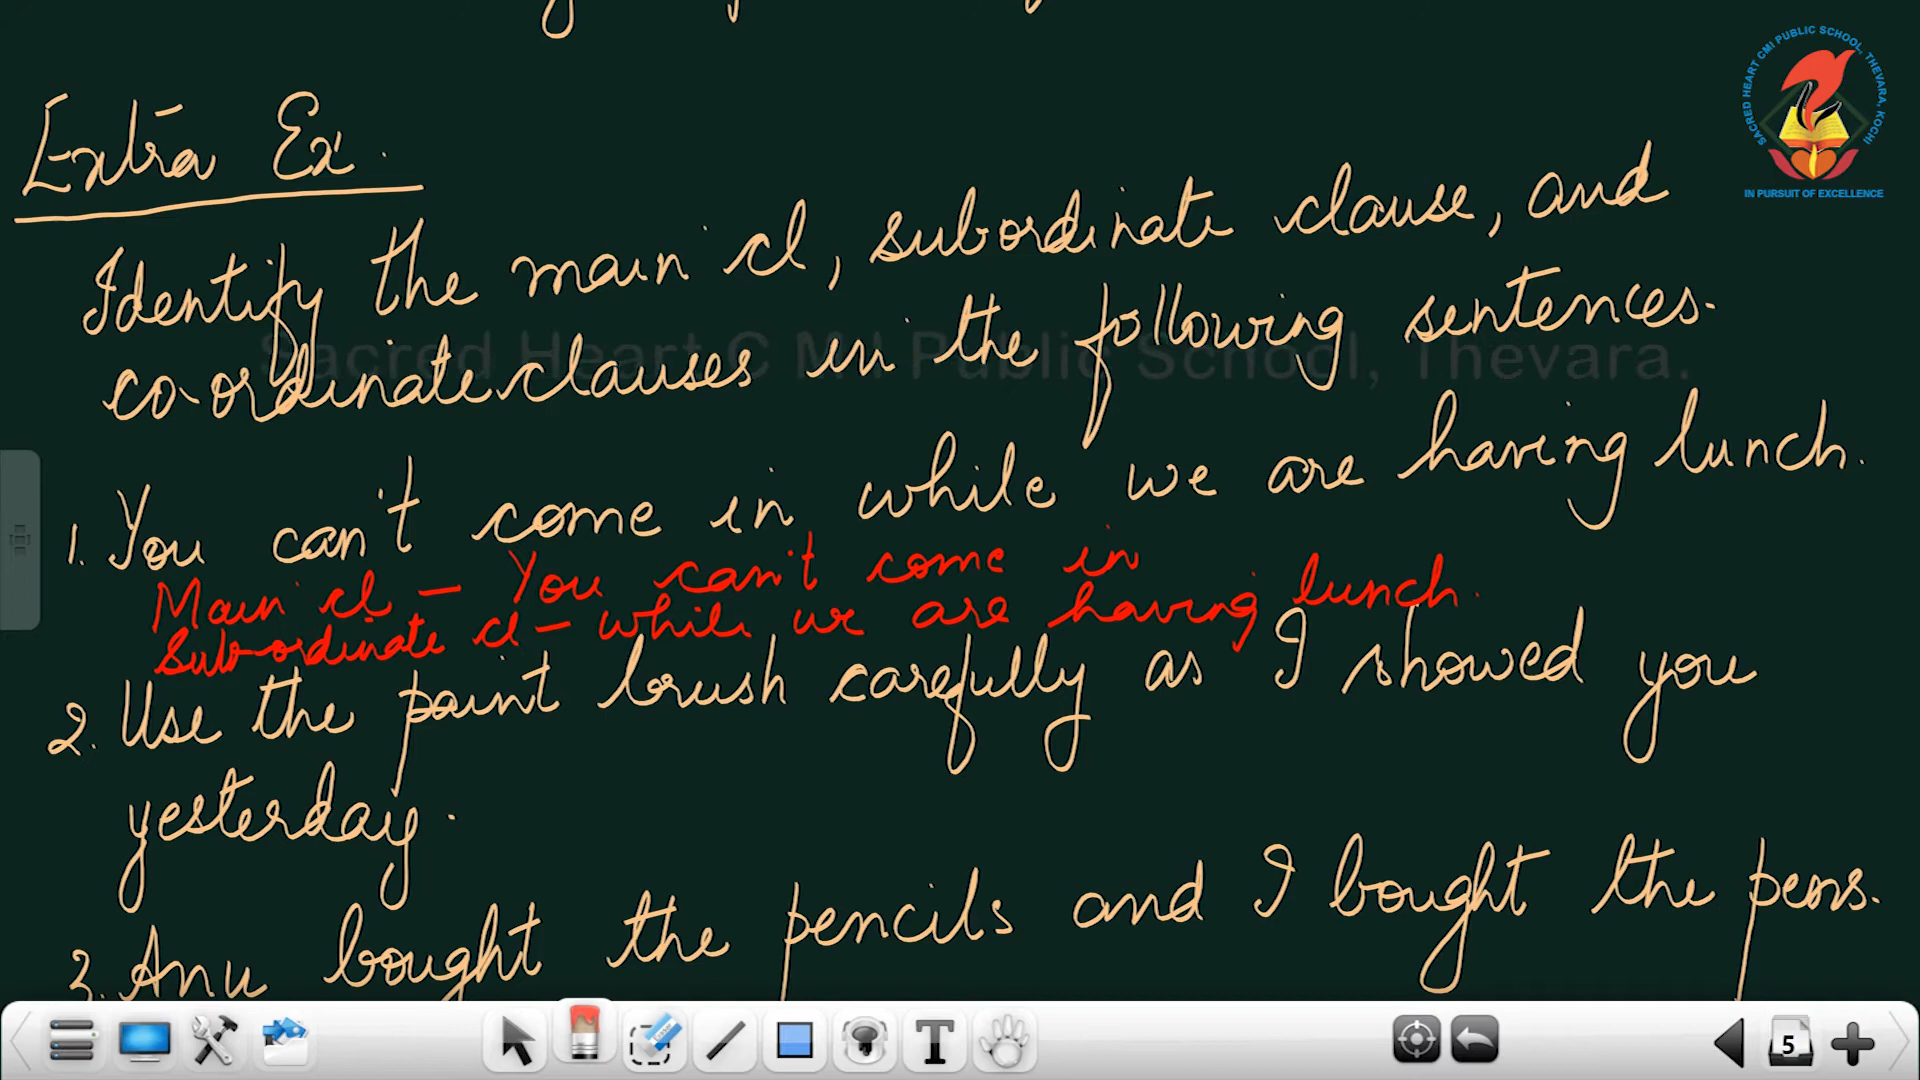 Extra Ex.
Identify the main cl, subordinate clause, and
co-ordinate clauses in the following sentences.
Sacred Heart C M I Public School, Thevara.
1. You can't come in while we are having lunch.
Main cl - You can't come in
Sub-ordinate cl - while we are having lunch.
2. Use the paint brush carefully as I showed you
yesterday.
3. Anu bought the pencils and I bought the pens.
SACRED HEART CMI PUBLIC SCHOOL, THEVARA, KOCHI
IN PURSUIT OF EXCELLENCE
T
5